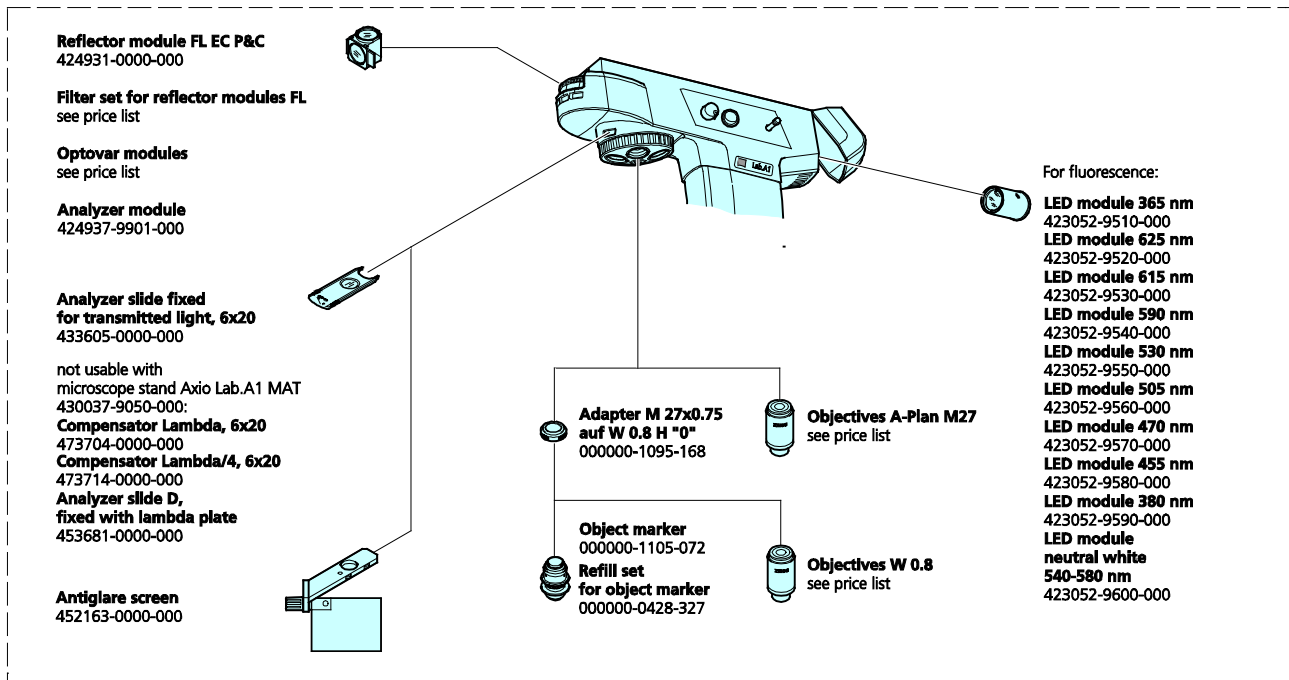 Reflector module FL EC P&C
424931-0000-000
Filter set for reflector modules FL
see price list
Optovar modules
see price list
Analyzer module
424937-9901-000
Analyzer slide fixed
for transmitted light, 6x20
433605-0000-000
not usable with
microscope stand Axio Lab.A1 MAT
430037-9050-000:
Compensator Lambda, 6x20
473704-0000-000
Compensator Lambda/4, 6x20
473714-0000-000
Analyzer slide D,
fixed with lambda plate
453681-0000-000
Antiglare screen
452163-0000-000
Lab.A1
Adapter M 27x0.75
auf W 0.8 H "0"
000000-1095-168
Objectives A-Plan M27
see price list
Object marker
000000-1105-072
Refill set
for object marker
000000-0428-327
Objectives W 0.8
see price list
For fluorescence:
LED module 365 nm
423052-9510-000
LED module 625 nm
423052-9520-000
LED module 615 nm
423052-9530-000
LED module 590 nm
423052-9540-000
LED module 530 nm
423052-9550-000
LED module 505 nm
423052-9560-000
LED module 470 nm
423052-9570-000
LED module 455 nm
423052-9580-000
LED module 380 nm
423052-9590-000
LED module
neutral white
540-580 nm
423052-9600-000